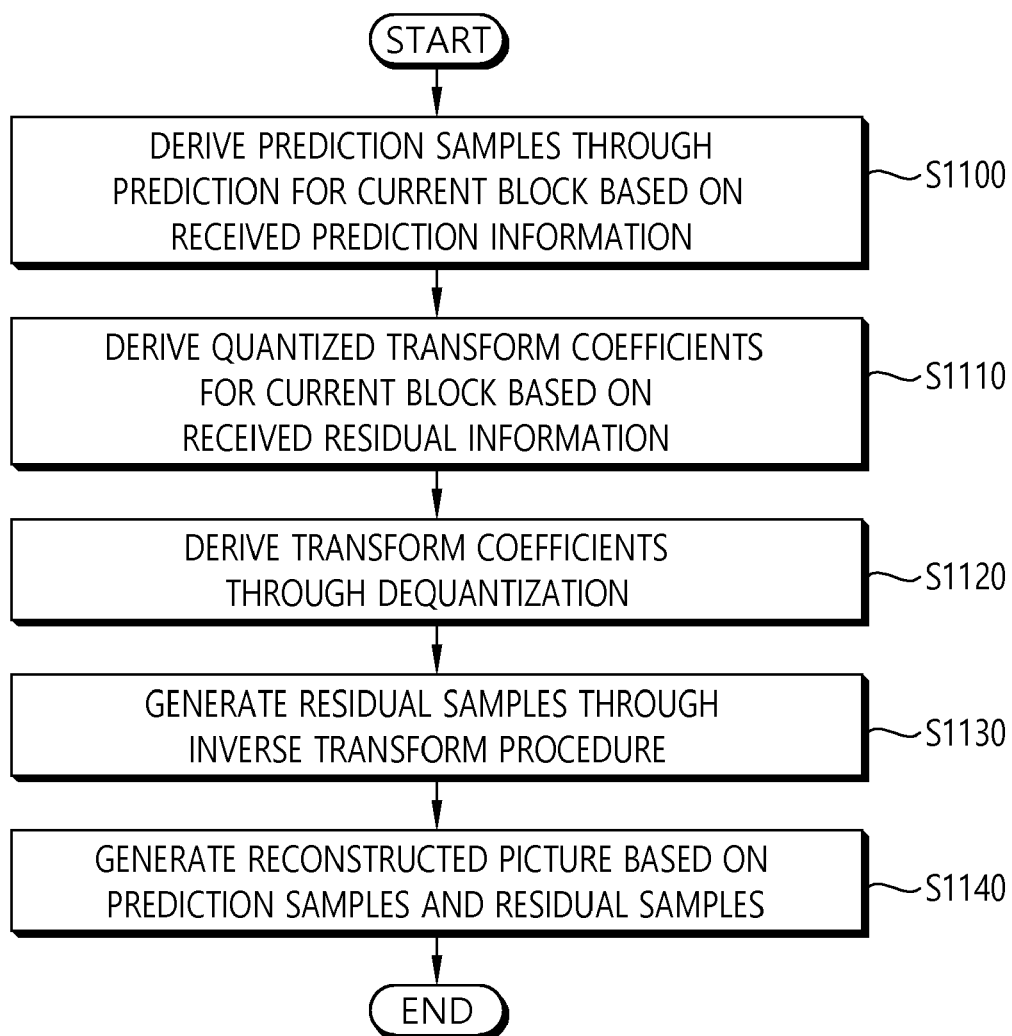 START
DERIVE PREDICTION SAMPLES THROUGH
PREDICTION FOR CURRENT BLOCK BASED ON
RECEIVED PREDICTION INFORMATION
S1100
DERIVE QUANTIZED TRANSFORM COEFFICIENTS
FOR CURRENT BLOCK BASED ON
RECEIVED RESIDUAL INFORMATION
S1110
DERIVE TRANSFORM COEFFICIENTS
THROUGH DEQUANTIZATION
S1120
GENERATE RESIDUAL SAMPLES THROUGH
INVERSE TRANSFORM PROCEDURE
S1130
GENERATE RECONSTRUCTED PICTURE BASED ON
PREDICTION SAMPLES AND RESIDUAL SAMPLES
S1140
END